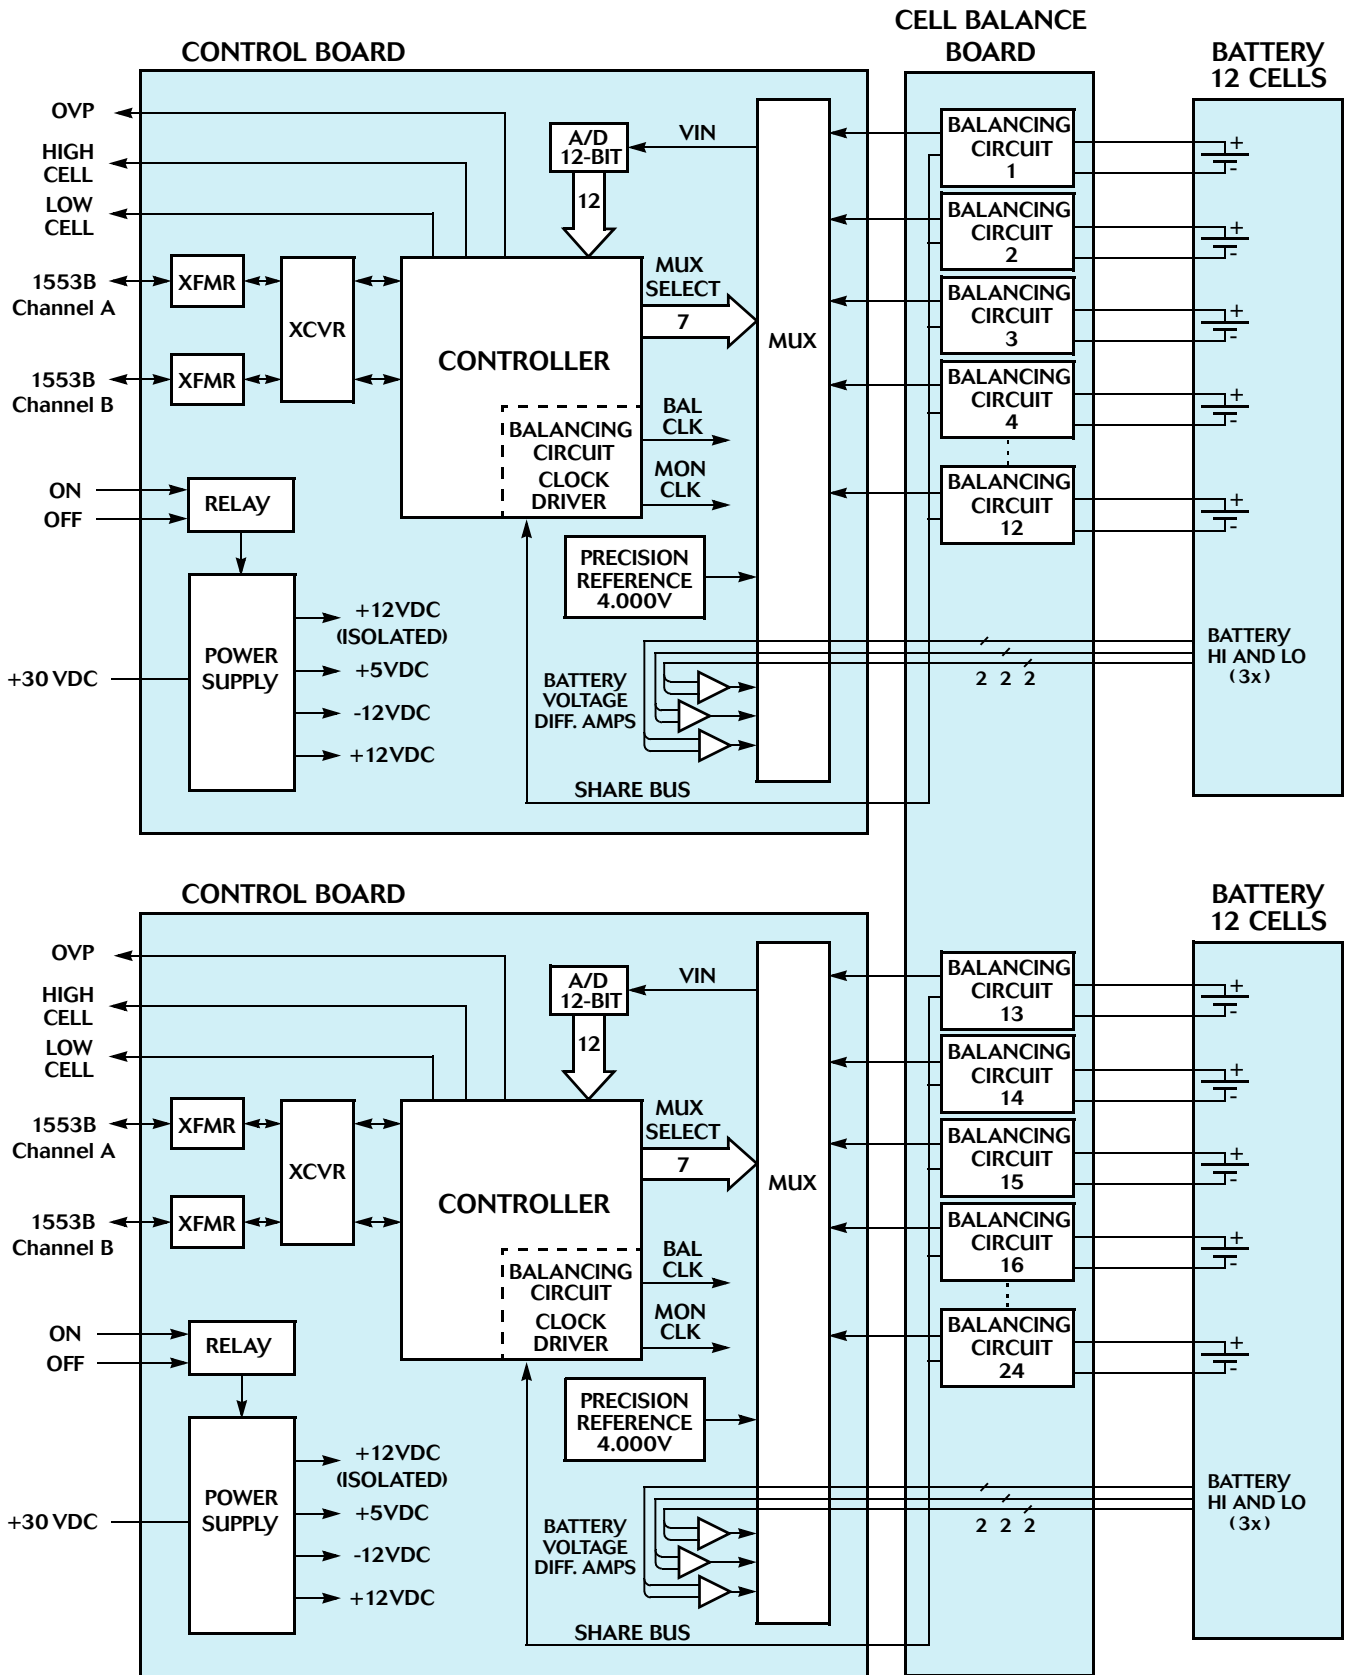 CELL BALANCE
BOARD
CONTROL BOARD
BATTERY
12 CELLS
OVP
HIGH
CELL
LOW
CELL
1553B
Channel A
1553B
Channel B
ON
OFF
+30 VDC
XFMR
XFMR
XCVR
RELAY
POWER
SUPPLY
+12VDC
(ISOLATED)
+5VDC
-12VDC
+12VDC
A/D
12-BIT
VIN
12
CONTROLLER
MUX
SELECT
7
BALANCING
CIRCUIT
CLOCK
DRIVER
BAL
CLK
MON
CLK
PRECISION
REFERENCE
4.000V
BATTERY
VOLTAGE
DIFF. AMPS
SHARE BUS
MUX
BALANCING
CIRCUIT
1
BALANCING
CIRCUIT
2
BALANCING
CIRCUIT
3
BALANCING
CIRCUIT
4
BALANCING
CIRCUIT
12
2 2 2
+
-
+
-
+
-
+
-
+
-
BATTERY
HI AND LO
(3x)
CONTROL BOARD
BATTERY
12 CELLS
OVP
HIGH
CELL
LOW
CELL
1553B
Channel A
1553B
Channel B
ON
OFF
+30 VDC
XFMR
XFMR
XCVR
RELAY
POWER
SUPPLY
+12VDC
(ISOLATED)
+5VDC
-12VDC
+12VDC
A/D
12-BIT
VIN
12
CONTROLLER
MUX
SELECT
7
BALANCING
CIRCUIT
CLOCK
DRIVER
BAL
CLK
MON
CLK
PRECISION
REFERENCE
4.000V
BATTERY
VOLTAGE
DIFF. AMPS
SHARE BUS
MUX
BALANCING
CIRCUIT
13
BALANCING
CIRCUIT
14
BALANCING
CIRCUIT
15
BALANCING
CIRCUIT
16
BALANCING
CIRCUIT
24
2 2 2
+
-
+
-
+
-
+
-
+
-
BATTERY
HI AND LO
(3x)